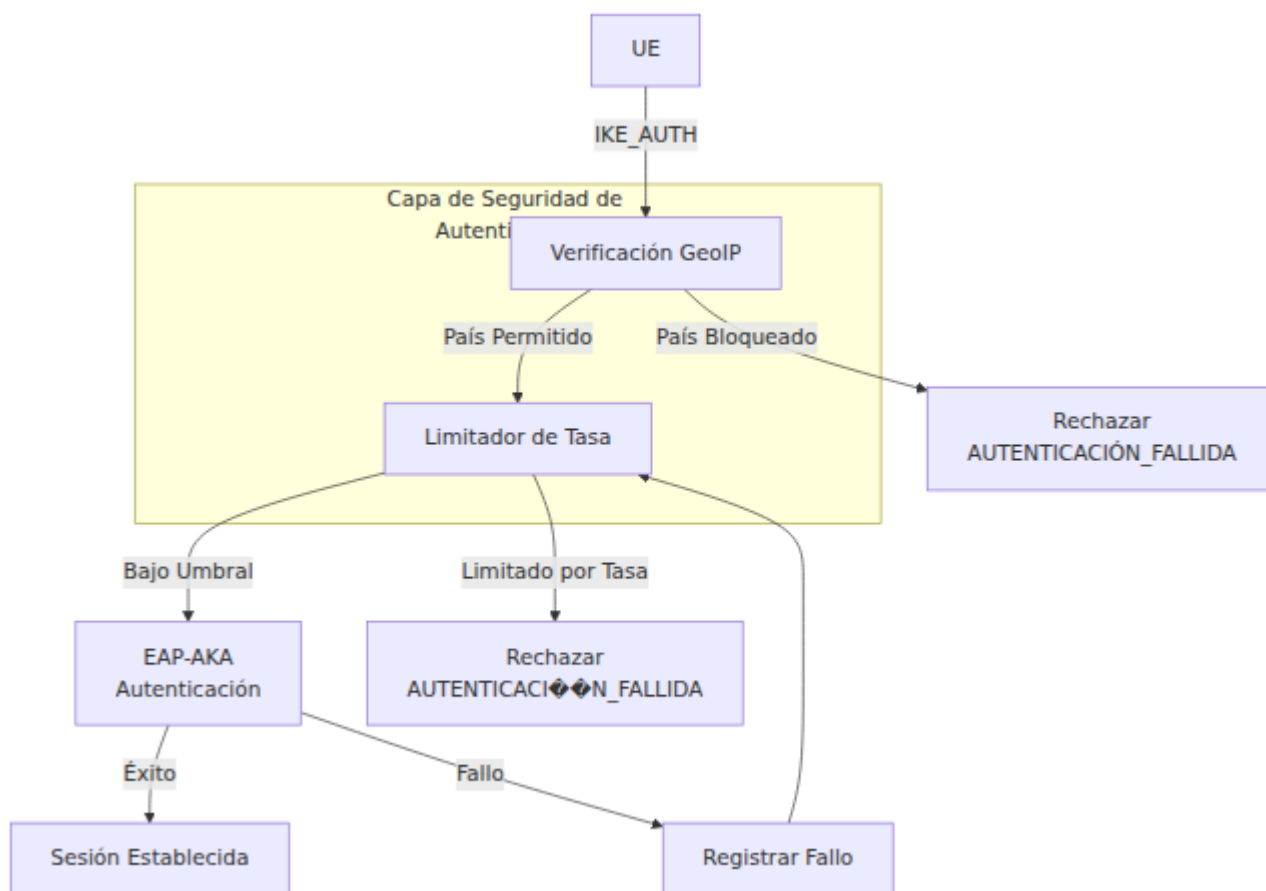 UE
IKE_AUTH
Capa de Seguridad de
Autenti
Verificación GeoIP
País Permitido
País Bloqueado
Limitador de Tasa
Rechazar
AUTENTICACIÓN_FALLIDA
Bajo Umbral
Limitado por Tasa
EAP-AKA
Autenticación
Rechazar
AUTENTICACI��N_FALLIDA
Éxito
Fallo
Sesión Establecida
Registrar Fallo